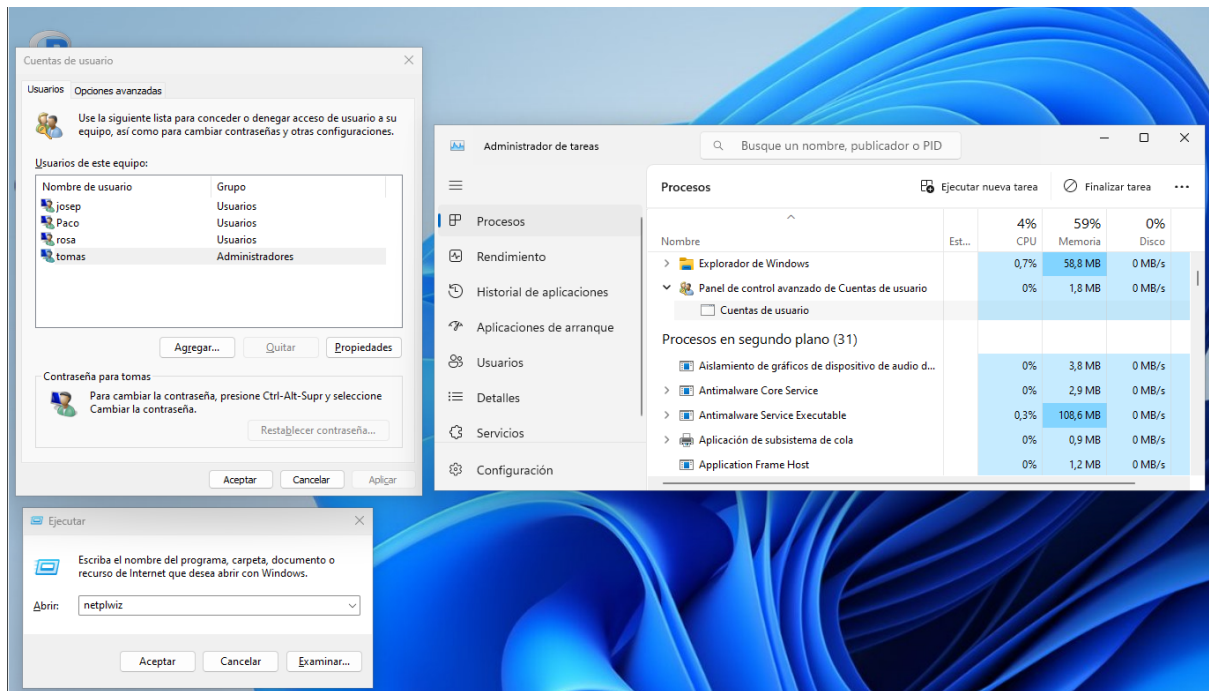 Cuentas de usuario
Usuarios Opciones avanzadas
Use la siguiente lista para conceder o denegar acceso de usuario a su
equipo, así como para cambiar contraseñas y otras configuraciones.
Usuarios de este equipo:
Nombre de usuario Grupo
josep Usuarios
Paco Usuarios
rosa Usuarios
tomas Administradores
Agregar... Quitar Propiedades
Contraseña para tomas
Para cambiar la contraseña, presione Ctrl-Alt-Supr y seleccione
Cambiar la contraseña.
Restablecer contraseña...
Aceptar Cancelar Aplicar
Ejecutar
Escriba el nombre del programa, carpeta, documento o
recurso de Internet que desea abrir con Windows.
Abrir: netplwiz
Aceptar Cancelar Examinar...
Administrador de tareas
Busque un nombre, publicador o PID
Procesos
Rendimiento
Historial de aplicaciones
Aplicaciones de arranque
Usuarios
Detalles
Servicios
Configuración
Procesos Ejecutar nueva tarea Finalizar tarea ...
4% 59% 0%
Nombre Est... CPU Memoria Disco
Explorador de Windows 0,7% 58,8 MB 0 MB/s
Panel de control avanzado de Cuentas de usuario 0% 1,8 MB 0 MB/s
Cuentas de usuario
Procesos en segundo plano (31)
Aislamiento de gráficos de dispositivo de audio d... 0% 3,8 MB 0 MB/s
Antimalware Core Service 0% 2,9 MB 0 MB/s
Antimalware Service Executable 0,3% 108,6 MB 0 MB/s
Aplicación de subsistema de cola 0% 0,9 MB 0 MB/s
Application Frame Host 0% 1,2 MB 0 MB/s